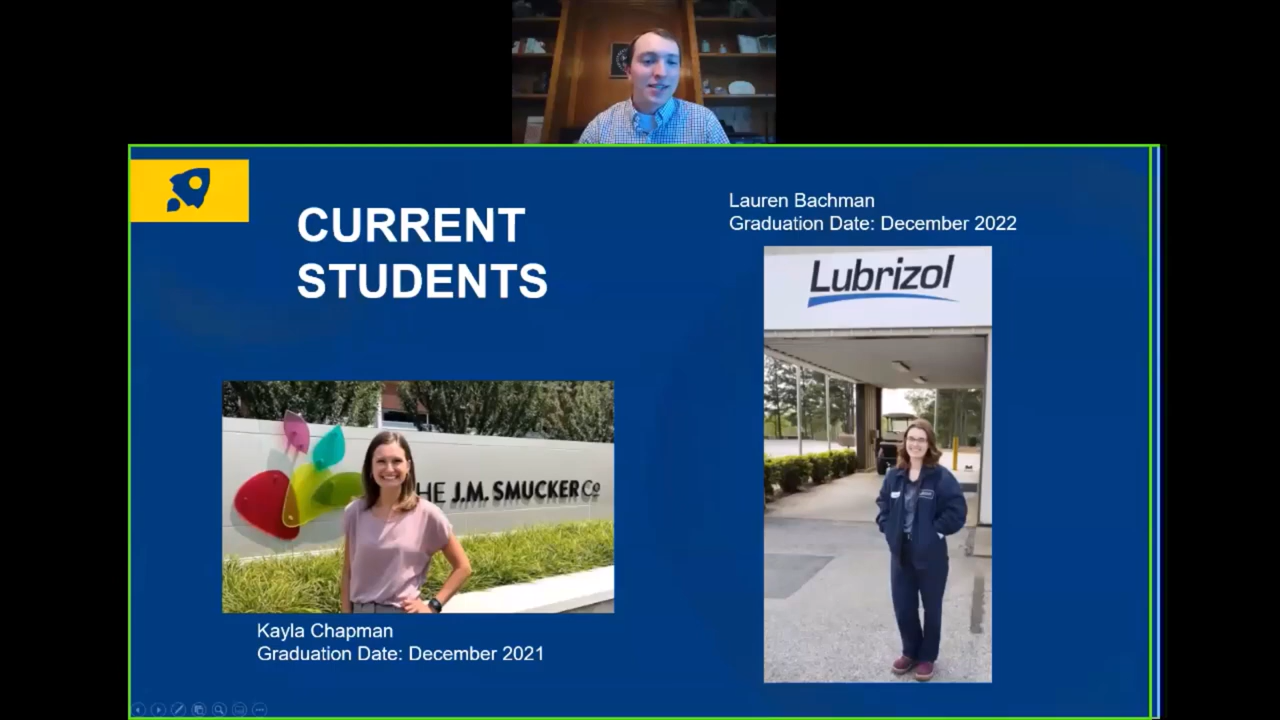 CURRENT
STUDENTS
Lauren Bachman
Graduation Date: December 2022
Lubrizol
HE J.M. SMUCKER Co
Kayla Chapman
Graduation Date: December 2021